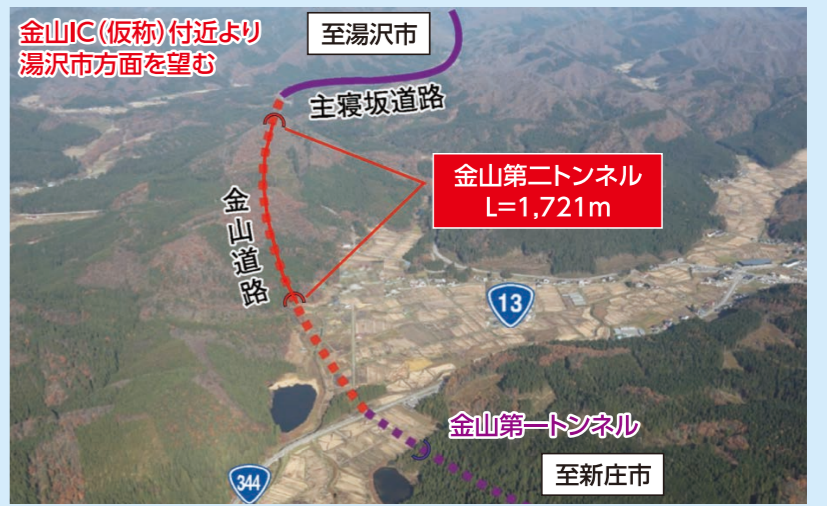 金山IC(仮称)付近より
湯沢市方面を望む
至湯沢市
主寝坂道路
金山第二トンネル
L=1,721m
金山道路
13
金山第一トンネル
至新庄市
344